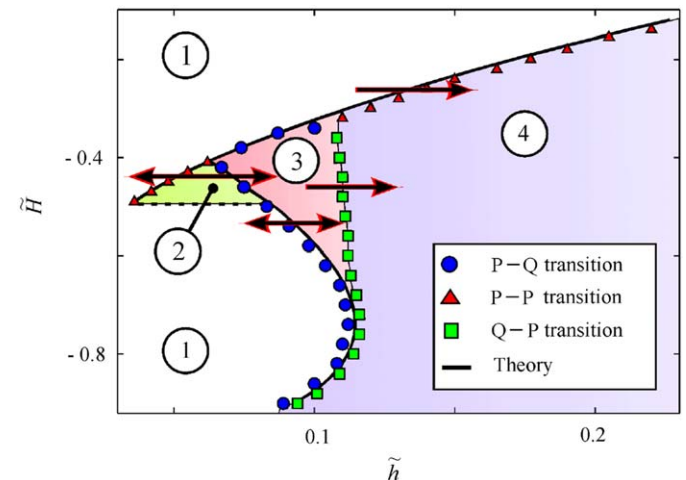 1
- 0.4
3
4
H̃
2
P – Q transition
P – P transition
Q – P transition
Theory
1
- 0.8
0.1
0.2
h̃